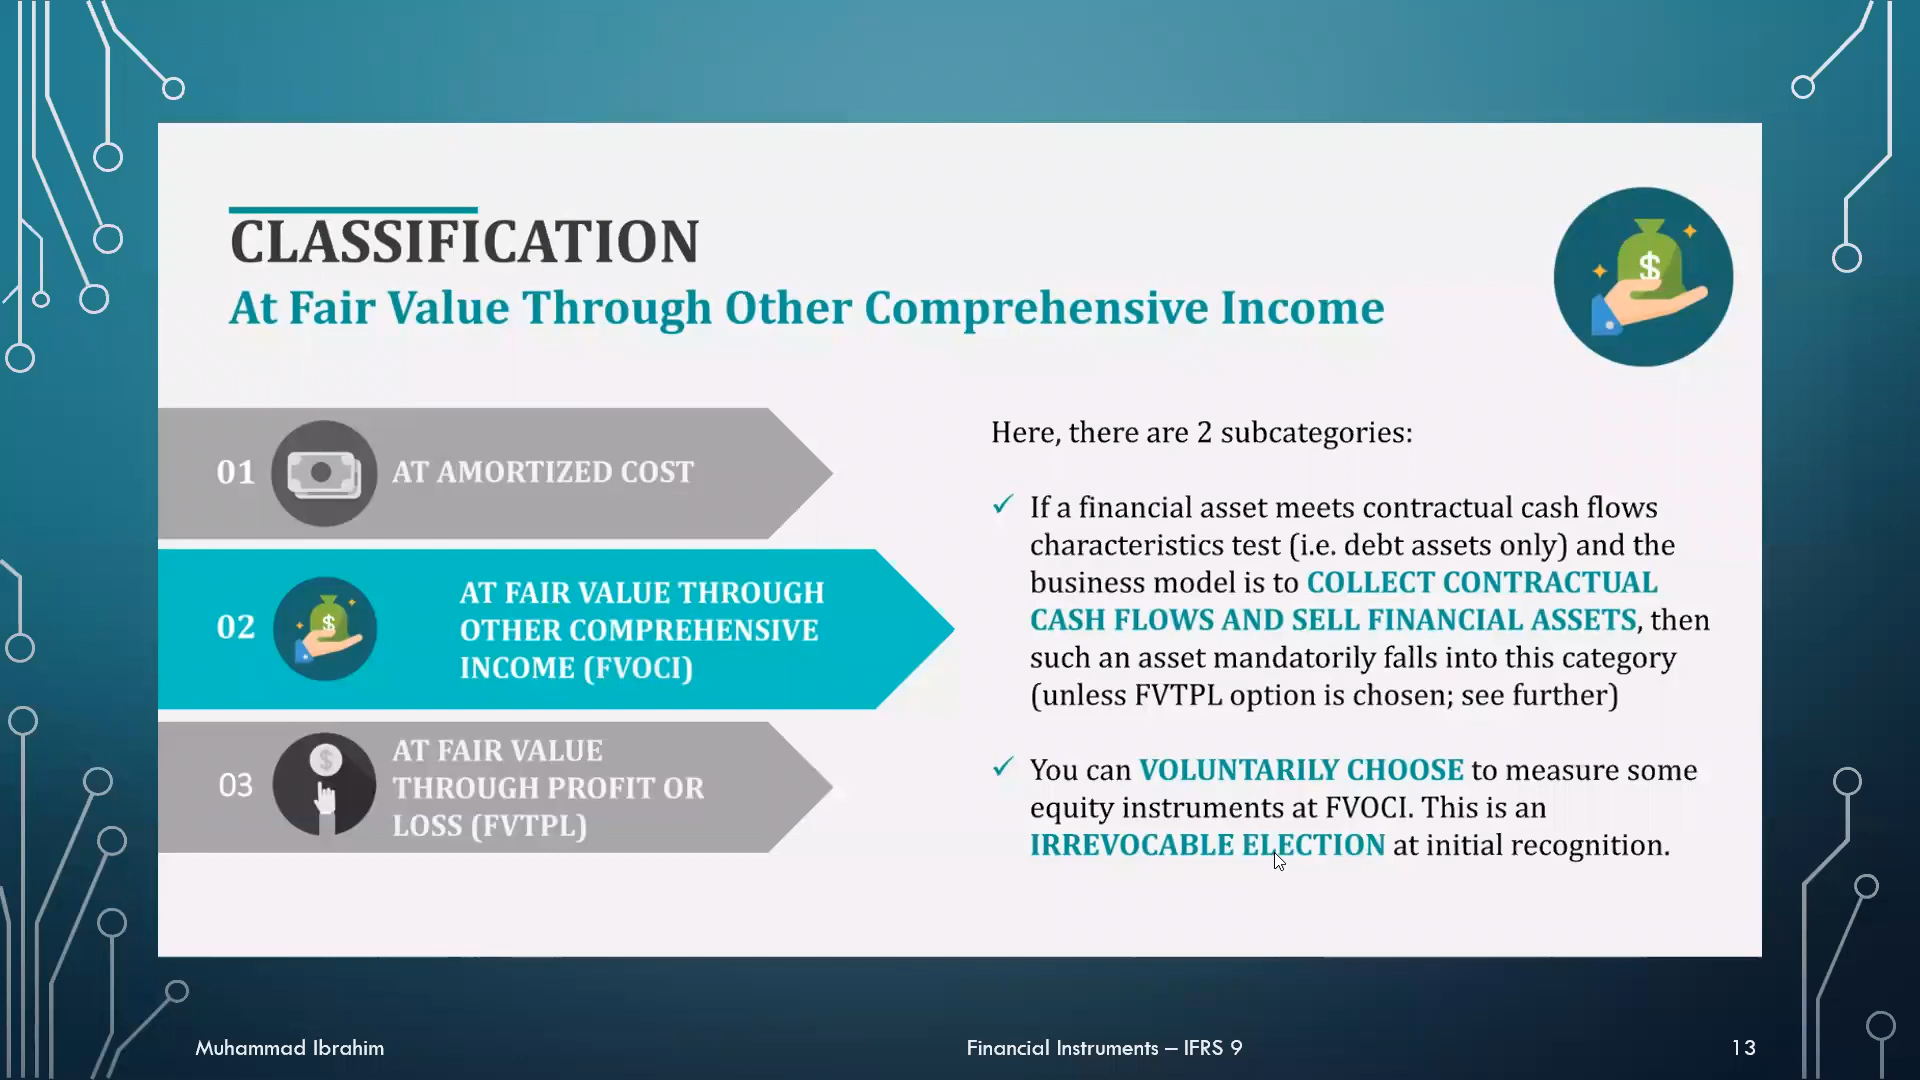 CLASSIFICATION
At Fair Value Through Other Comprehensive Income
01
AT AMORTIZED COST
02
AT FAIR VALUE THROUGH
OTHER COMPREHENSIVE
INCOME (FVOCI)
03
AT FAIR VALUE
THROUGH PROFIT OR
LOSS (FVTPL)
Here, there are 2 subcategories:
✓ If a financial asset meets contractual cash flows
characteristics test (i.e. debt assets only) and the
business model is to COLLECT CONTRACTUAL
CASH FLOWS AND SELL FINANCIAL ASSETS, then
such an asset mandatorily falls into this category
(unless FVTPL option is chosen; see further)
✓ You can VOLUNTARILY CHOOSE to measure some
equity instruments at FVOCI. This is an
IRREVOCABLE ELECTION at initial recognition.
Muhammad Ibrahim
Financial Instruments – IFRS 9
13